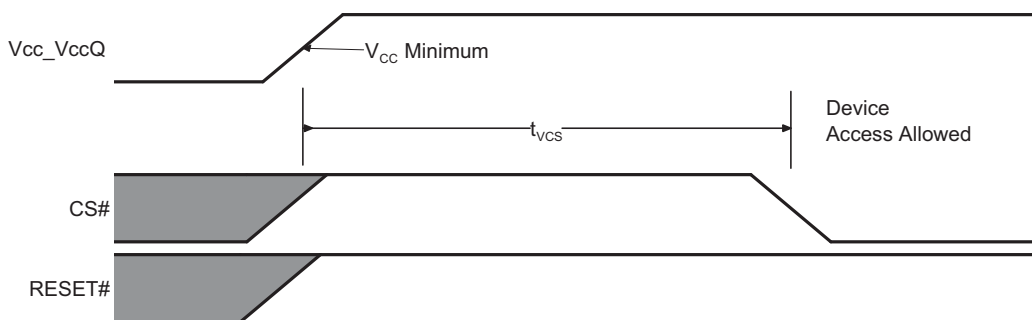 Vcc_VccQ
VCC Minimum
tVCS
Device
Access Allowed
CS#
RESET#